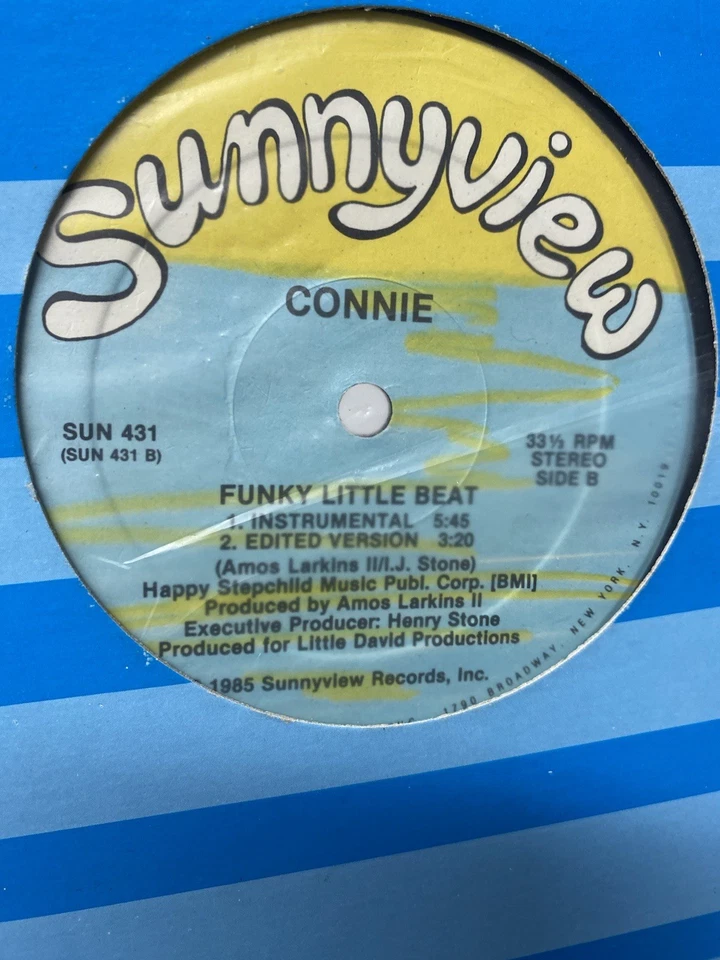 Sunnyview
CONNIE
SUN 431
(SUN 431 B)
33⅓ RPM
STEREO
SIDE B
FUNKY LITTLE BEAT
1. INSTRUMENTAL 5:45
2. EDITED VERSION 3:20
(Amos Larkins II/I.J. Stone)
Happy Stepchild Music Publ. Corp. [BMI]
Produced by Amos Larkins II
Executive Producer: Henry Stone
Produced for Little David Productions
1985 Sunnyview Records, Inc.
1790 BROADWAY, NEW YORK, N.Y. 10019